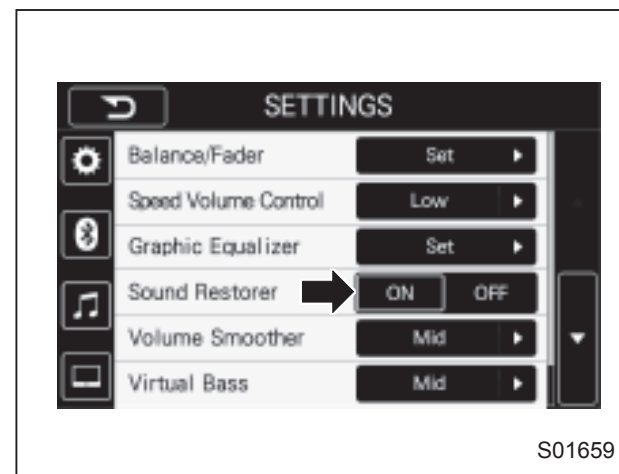 SETTINGS
Balance/Fader Set
Speed Volume Control Low
Graphic Equalizer Set
Sound Restorer ON OFF
Volume Smoother Mid
Virtual Bass Mid
S01659